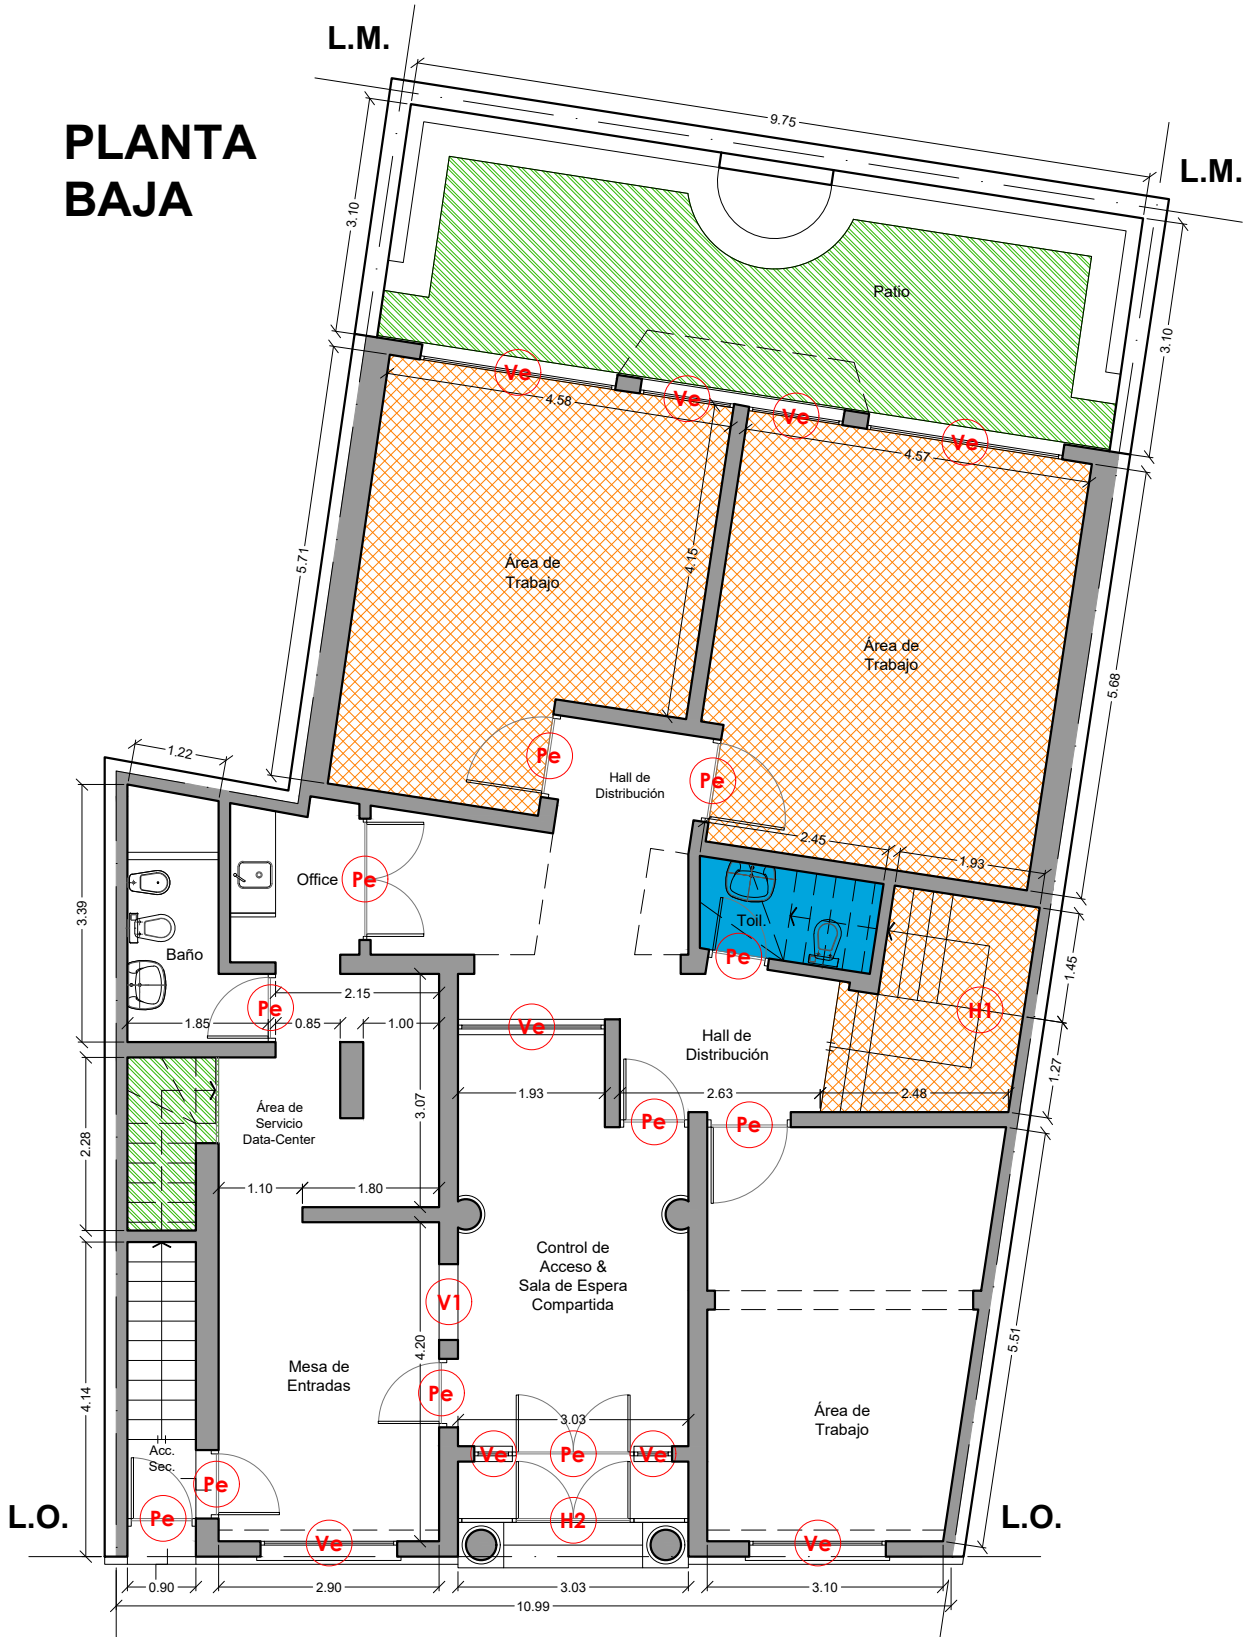 L.M.
PLANTA
BAJA
9.75
L.M.
3.10
Patio
3.10
Ve
Ve
Ve
Ve
4.58
4.57
5.71
4.15
Área de
Trabajo
Área de
Trabajo
5.68
1.22
Pe
Hall de
Distribución
Pe
2.45
1.93
3.39
Office
Pe
Toil.
Baño
Pe
1.45
2.15
Pe
1.85
0.85
1.00
Ve
H1
Hall de
Distribución
1.27
1.93
2.63
2.48
3.07
Área de
Servicio
Data-Center
Pe
Pe
2.28
1.10
1.80
Control de
Acceso &
Sala de Espera
Compartida
V1
4.20
5.51
4.14
Mesa de
Entradas
Pe
3.03
Área de
Trabajo
Acc.
Sec.
Ve
Pe
Ve
Pe
L.O.
Pe
H2
L.O.
Ve
Ve
0.90
2.90
3.03
3.10
10.99